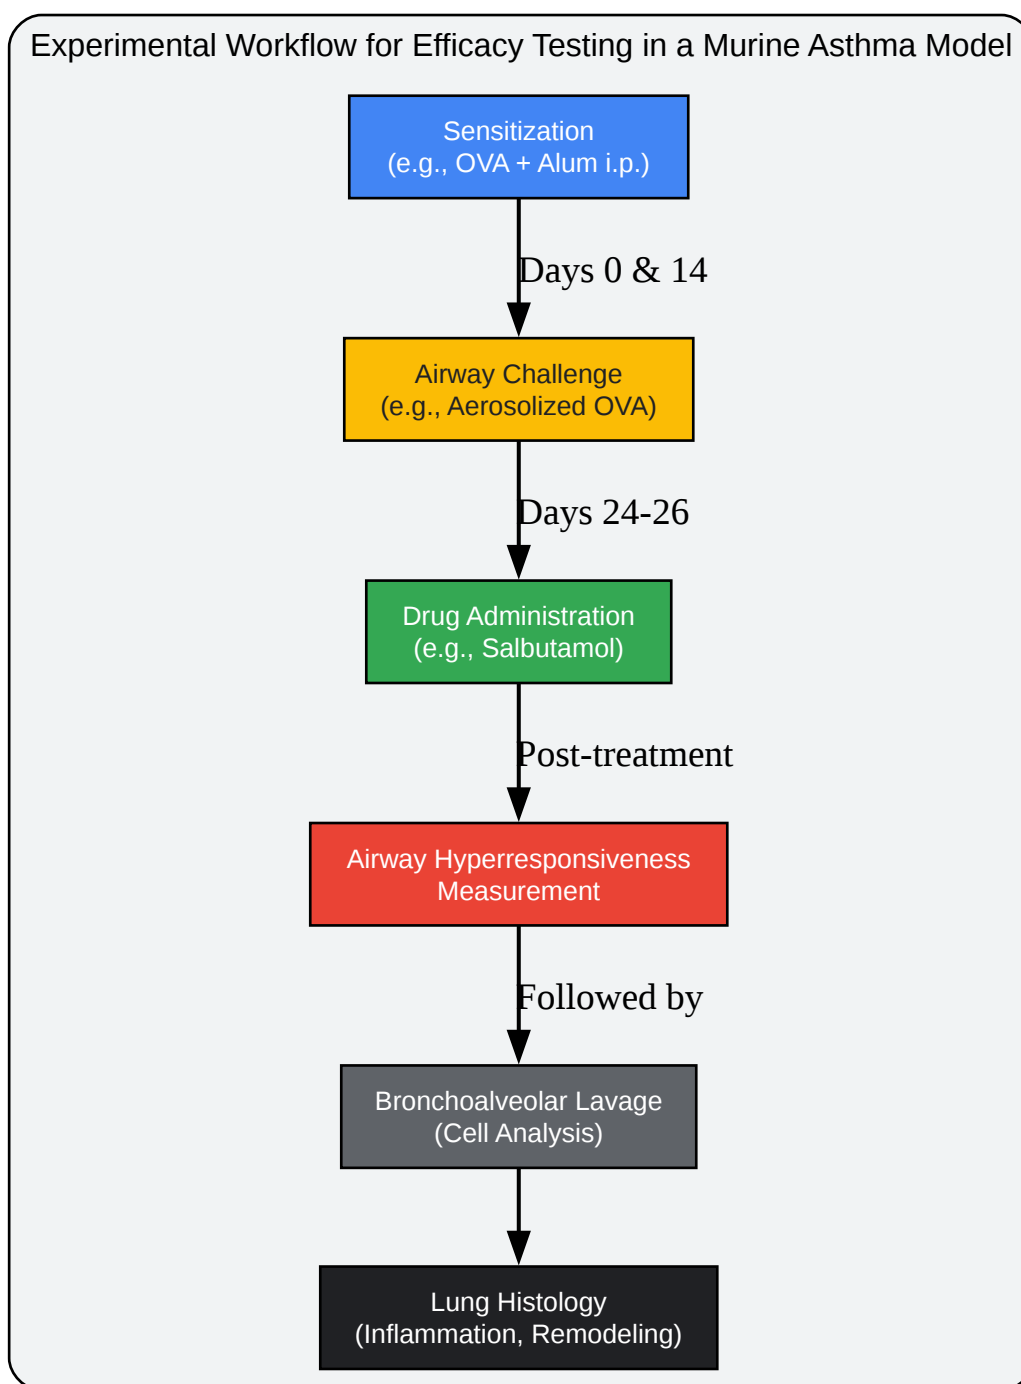 Experimental Workflow for Efficacy Testing in a Murine Asthma Model
Sensitization
(e.g., OVA + Alum i.p.)
Days 0 & 14
Airway Challenge
(e.g., Aerosolized OVA)
Days 24-26
Drug Administration
(e.g., Salbutamol)
Post-treatment
Airway Hyperresponsiveness
Measurement
Followed by
Bronchoalveolar Lavage
(Cell Analysis)
Lung Histology
(Inflammation, Remodeling)